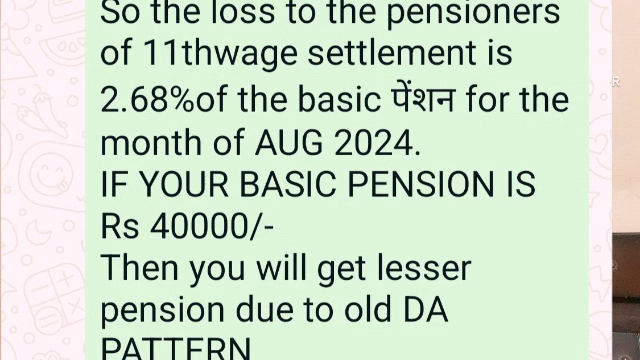 So the loss to the pensioners
of 11thwage settlement is
2.68%of the basic पेंशन for the
month of AUG 2024.
IF YOUR BASIC PENSION IS
Rs 40000/-
Then you will get lesser
pension due to old DA
PATTERN
R